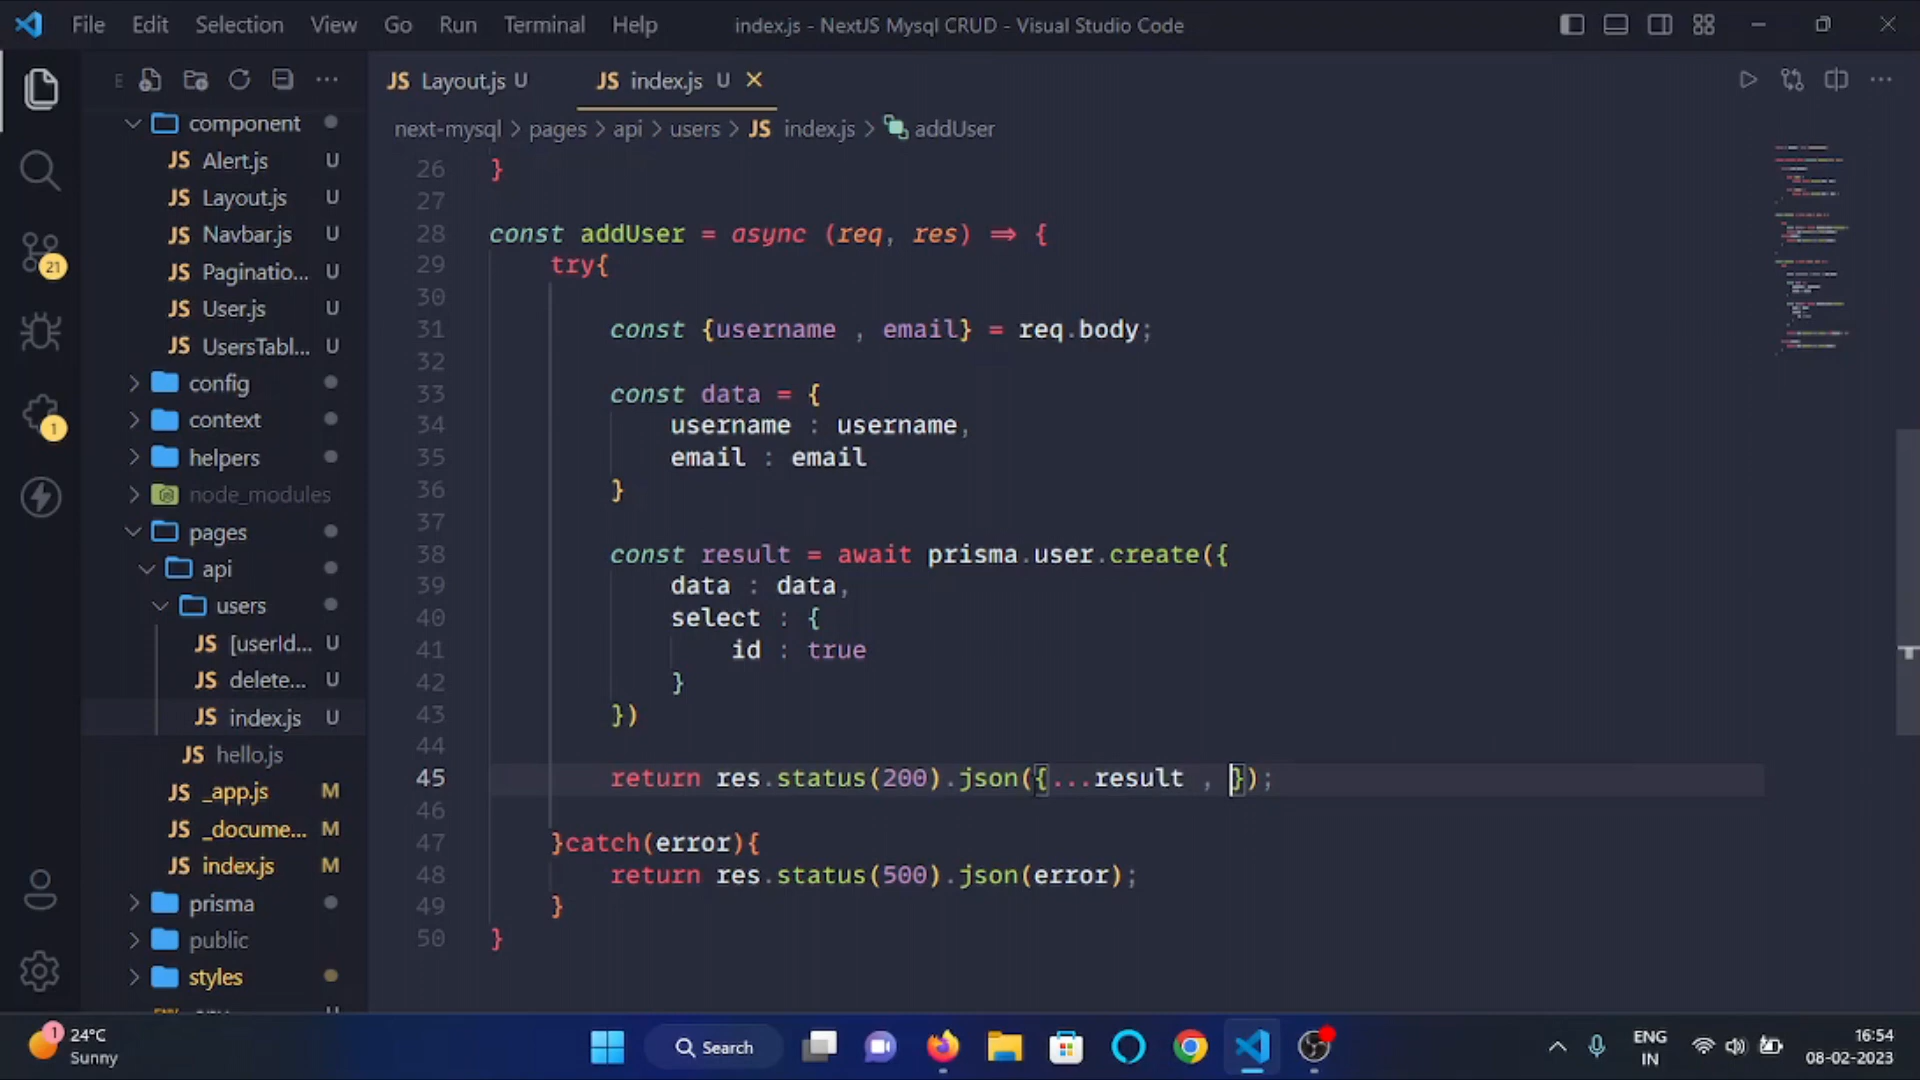 File Edit Selection View Go Run Terminal Help
index.js - NextJS Mysql CRUD - Visual Studio Code
E
JS Layout.js U
JS index.js U
next-mysql > pages > api > users > JS index.js > addUser
component
JS Alert.js U
JS Layout.js U
JS Navbar.js U
JS Paginatio... U
JS User.js U
JS UsersTabl... U
config
context
helpers
node_modules
pages
api
users
JS [userId... U
JS delete... U
JS index.js U
JS hello.js
JS _app.js M
JS _docume... M
JS index.js M
prisma
public
styles
21
1
26 }
27
28 const addUser = async (req, res) => {
29 try{
30
31 const {username , email} = req.body;
32
33 const data = {
34 username : username,
35 email : email
36 }
37
38 const result = await prisma.user.create({
39 data : data,
40 select : {
41 id : true
42 }
43 })
44
45 return res.status(200).json({...result , });
46
47 }catch(error){
48 return res.status(500).json(error);
49 }
50 }
1
24°C
Sunny
Search
ENG
IN
16:54
08-02-2023